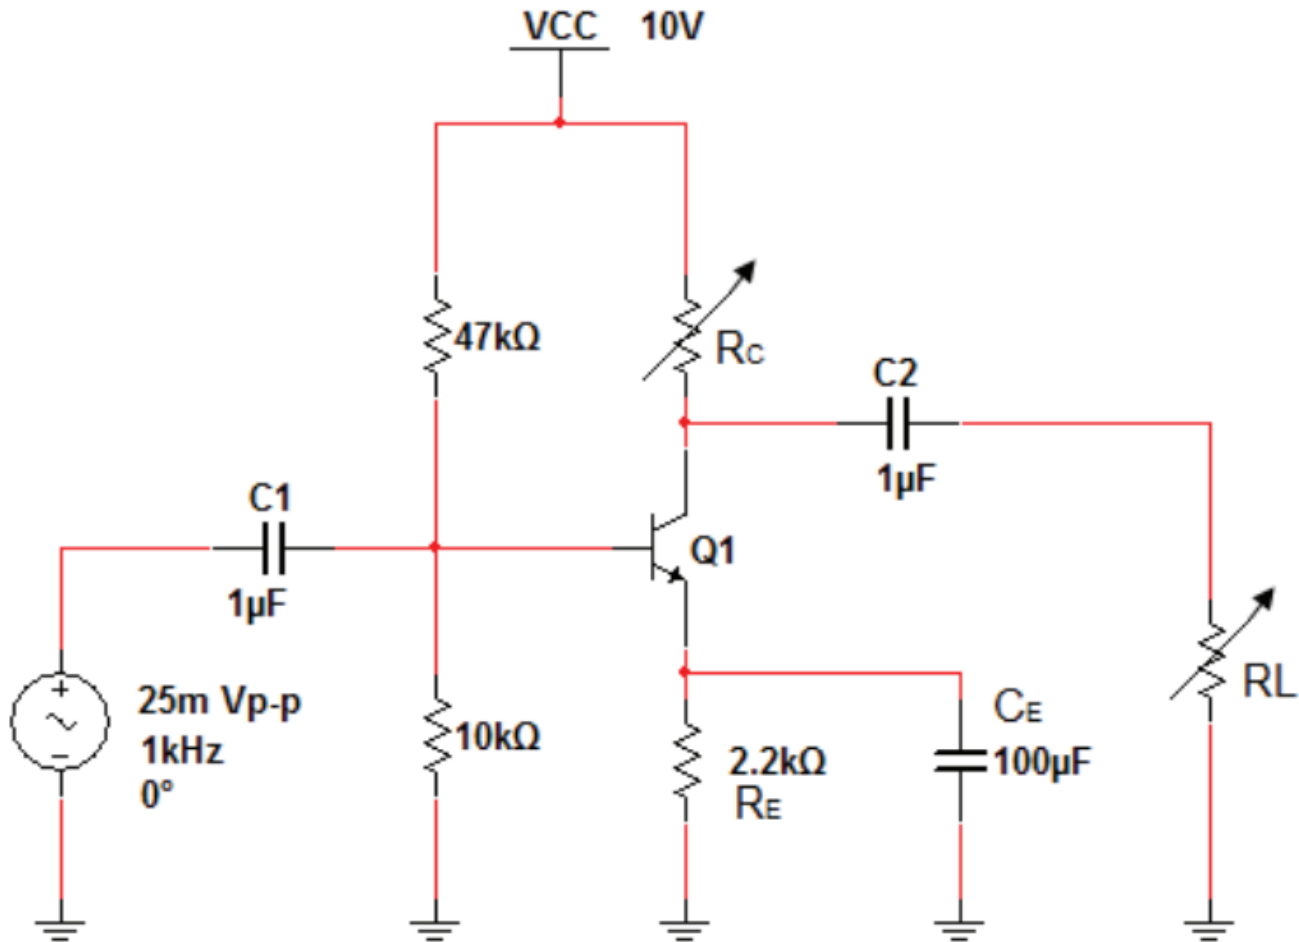 VCC 10V
47kΩ
RC
C2
1µF
C1
1µF
Q1
25m Vp-p
1kHz
0°
10kΩ
2.2kΩ
RE
CE
100µF
RL